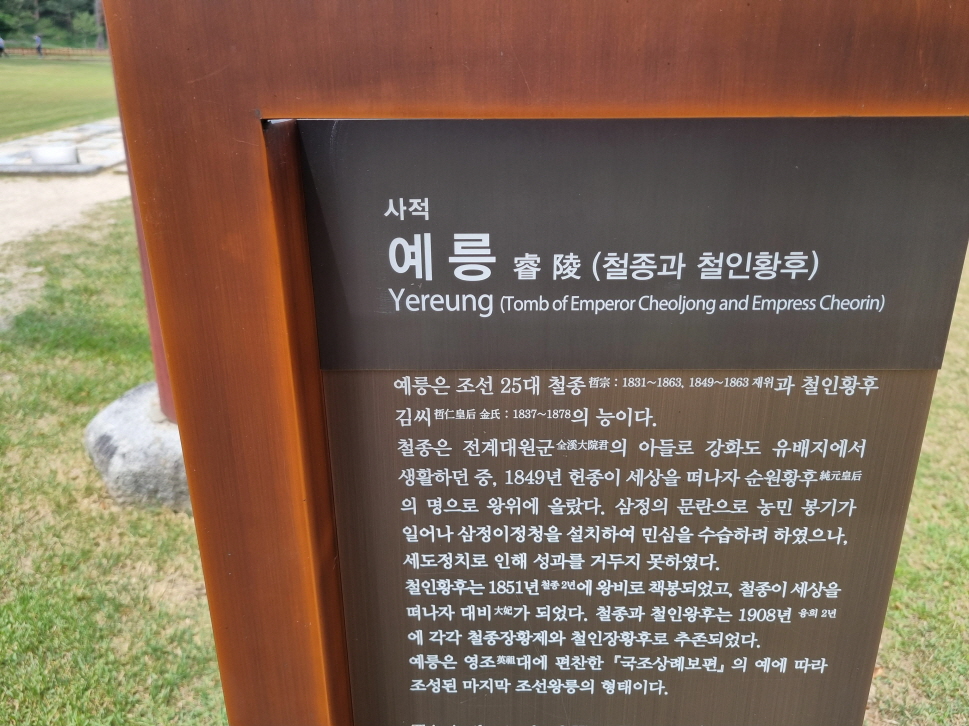 사적
예릉 睿陵 (철종과 철인황후)
Yereung (Tomb of Emperor Cheoljong and Empress Cheorin)
예릉은 조선 25대 철종哲宗 : 1831~1863, 1849~1863 재위과 철인황후
김씨哲仁皇后 金氏 : 1837~1878의 능이다.
철종은 전계대원군全溪大院君의 아들로 강화도 유배지에서
생활하던 중, 1849년 헌종이 세상을 떠나자 순원황후純元皇后
의 명으로 왕위에 올랐다. 삼정의 문란으로 농민 봉기가
일어나 삼정이정청을 설치하여 민심을 수습하려 하였으나,
세도정치로 인해 성과를 거두지 못하였다.
철인황후는 1851년철종 2년에 왕비로 책봉되었고, 철종이 세상을
떠나자 대비大妃가 되었다. 철종과 철인왕후는 1908년 융희 2년
에 각각 철종장황제와 철인장황후로 추존되었다.
예릉은 영조英祖대에 편찬한 『국조상례보편』의 예에 따라
조성된 마지막 조선왕릉의 형태이다.